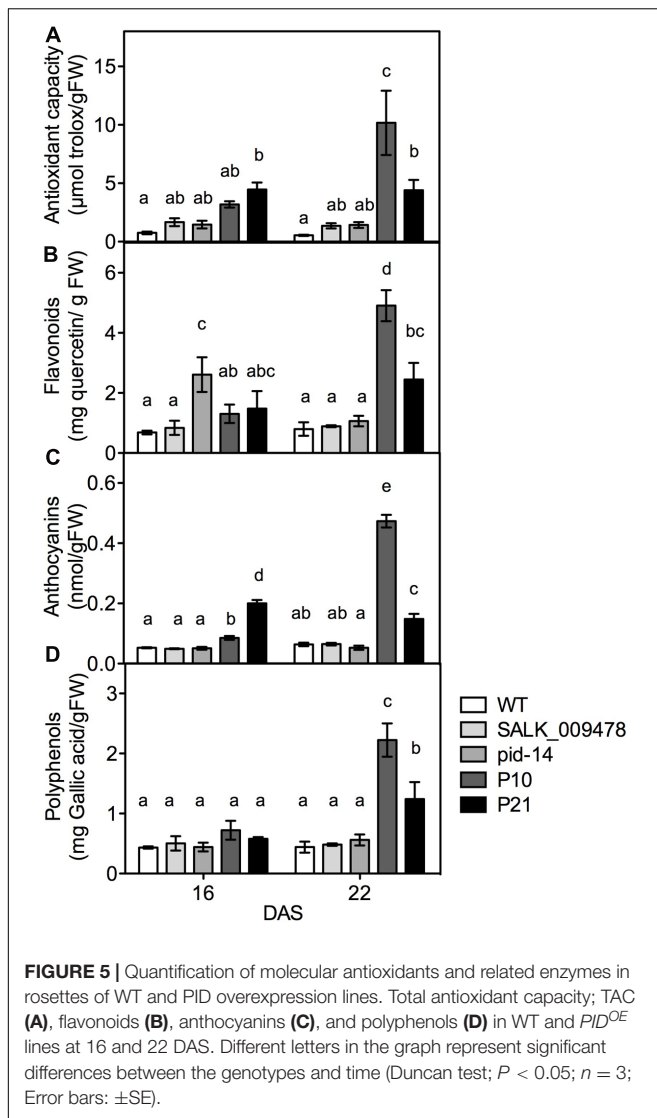 A
Antioxidant capacity
(μmol trolox/gFW)
15
10
5
0
a
ab
ab
ab
b
a
ab
ab
c
b
B
Flavonoids
(mg quercetin/ g FW)
6
4
2
0
a
a
c
ab
abc
a
a
a
d
bc
C
Anthocyanins
(nmol/gFW)
0.6
0.4
0.2
0.0
a
a
a
b
d
ab
ab
a
e
c
D
Polyphenols
(mg Gallic acid/gFW)
3
2
1
0
a
a
a
a
a
a
a
a
c
b
16
22
DAS
WT
SALK_009478
pid-14
P10
P21
FIGURE 5 | Quantification of molecular antioxidants and related enzymes in
rosettes of WT and PID overexpression lines. Total antioxidant capacity; TAC
(A), flavonoids (B), anthocyanins (C), and polyphenols (D) in WT and PID^OE
lines at 16 and 22 DAS. Different letters in the graph represent significant
differences between the genotypes and time (Duncan test; P < 0.05; n = 3;
Error bars: ±SE).